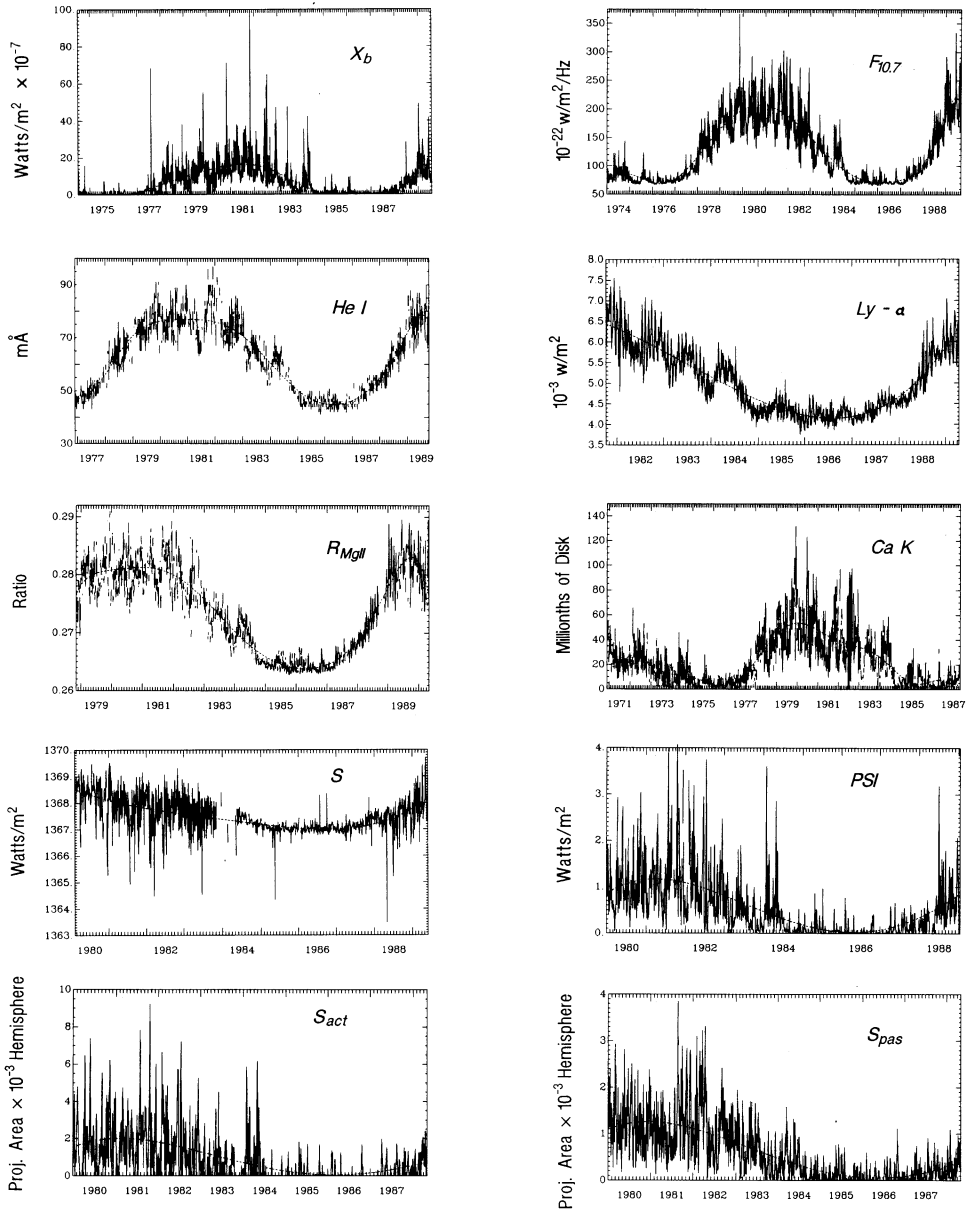 X_b
Watts/m² × 10⁻⁷
100.
80
60
40
20
0
1975 1977 1979 1981 1983 1985 1987
F_10.7
10⁻²² w/m²/Hz
350
300
250
200
150
100
50
1974 1976 1978 1980 1982 1984 1986 1988
He I
mÅ
90
70
50
30
1977 1979 1981 1983 1985 1987 1989
Ly - α
10⁻³ w/m²
8.0
7.5
7.0
6.5
6.0
5.5
5.0
4.5
4.0
3.5
1982 1983 1984 1985 1986 1987 1988
R_MgII
Ratio
0.29
0.28
0.27
0.26
1979 1981 1983 1985 1987 1989
Ca K
Millionths of Disk
140
120
100
80
60
40
20
0
1971 1973 1975 1977 1979 1981 1983 1985 1987
S
Watts/m²
1370.
1369.
1368.
1367.
1366.
1365.
1364.
1363.
1980 1982 1984 1986 1988
PSI
Watts/m²
4.
3.
2.
1.
0.
1980 1982 1984 1986 1988
S_act
Proj. Area × 10⁻³ Hemisphere
10
8
6
4
2
0
1980 1981 1982 1983 1984 1985 1986 1987
S_pas
Proj. Area × 10⁻³ Hemisphere
4
3
2
1
0
1980 1981 1982 1983 1984 1985 1986 1987